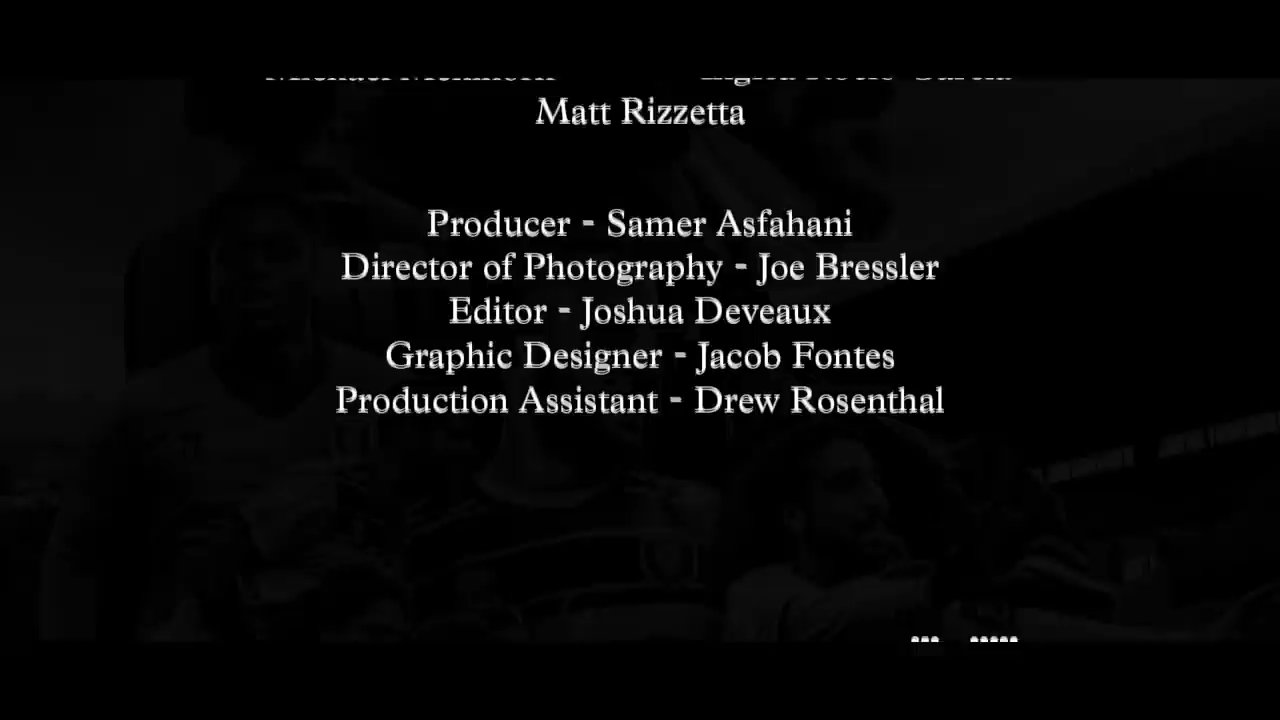 Matt Rizzetta
Producer - Samer Asfahani
Director of Photography - Joe Bressler
Editor - Joshua Deveaux
Graphic Designer - Jacob Fontes
Production Assistant - Drew Rosenthal